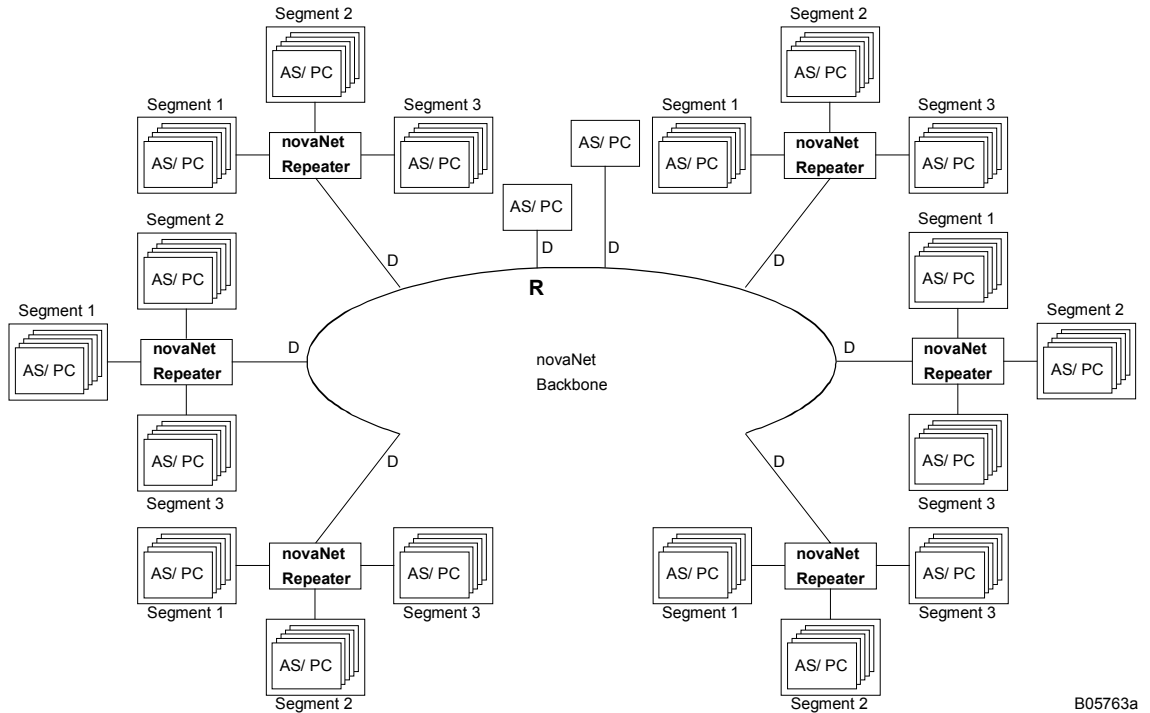 Segment 2
AS/ PC
Segment 1
AS/ PC
novaNet
Repeater
Segment 3
AS/ PC
D
AS/ PC
D
AS/ PC
D
Segment 2
AS/ PC
Segment 1
AS/ PC
novaNet
Repeater
Segment 3
AS/ PC
D
Segment 2
AS/ PC
Segment 1
AS/ PC
novaNet
Repeater
D
AS/ PC
Segment 3
R
novaNet
Backbone
Segment 1
AS/ PC
D
novaNet
Repeater
Segment 2
AS/ PC
AS/ PC
Segment 3
D
AS/ PC
Segment 1
novaNet
Repeater
AS/ PC
Segment 3
AS/ PC
Segment 2
D
AS/ PC
Segment 1
novaNet
Repeater
AS/ PC
Segment 3
AS/ PC
Segment 2
B05763a